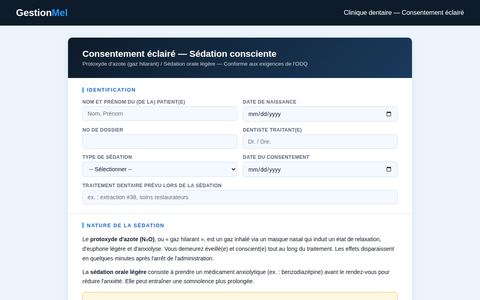 GestionMel
Clinique dentaire — Consentement éclairé
Consentement éclairé — Sédation consciente
Protoxyde d'azote (gaz hilarant) / Sédation orale légère — Conforme aux exigences de l'ODQ
IDENTIFICATION
NOM ET PRÉNOM DU (DE LA) PATIENT(E)
DATE DE NAISSANCE
Nom, Prénom
mm/dd/yyyy
NO DE DOSSIER
DENTISTE TRAITANT(E)
Dr. / Dre.
TYPE DE SÉDATION
DATE DU CONSENTEMENT
-- Sélectionner --
mm/dd/yyyy
TRAITEMENT DENTAIRE PRÉVU LORS DE LA SÉDATION
ex. : extraction #38, soins restaurateurs
NATURE DE LA SÉDATION
Le protoxyde d'azote (N₂O), ou « gaz hilarant », est un gaz inhalé via un masque nasal qui induit un état de relaxation,
d'euphorie légère et d'anxiolyse. Vous demeurez éveillé(e) et conscient(e) tout au long du traitement. Les effets disparaissent
en quelques minutes après l'arrêt de l'administration.
La sédation orale légère consiste à prendre un médicament anxiolytique (ex. : benzodiazépine) avant le rendez-vous pour
réduire l'anxiété. Elle peut entraîner une somnolence plus prolongée.